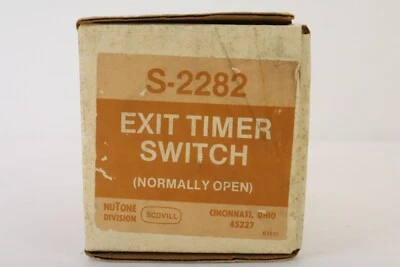 S-2282
EXIT TIMER
SWITCH
(NORMALLY OPEN)
NUTONE DIVISION
SCOVILL
CINCINNATI, OHIO
45227